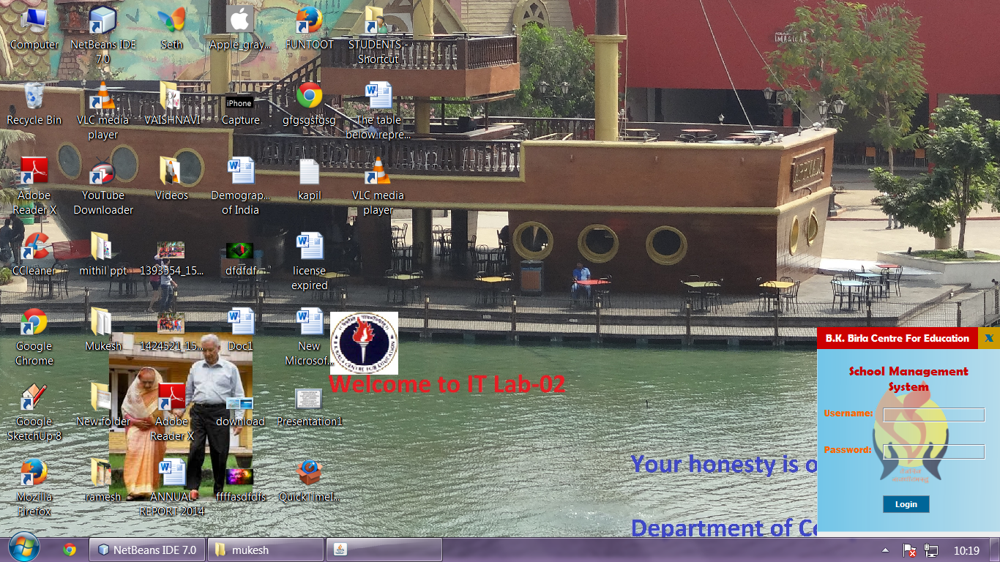 Computer
NetBeans IDE
7.0
Seth
Apple_gray...
FUNTOOT
STUDENTS -
Shortcut
IMAGICA
Recycle Bin
VLC media
player
VAISHNAVI
iPhone
Capture
gfgsgsfgsg
The table
below repre...
Adobe
Reader X
YouTube
Downloader
Videos
Demograp...
of India
kapil
VLC media
player
CCleaner
mithil ppt
1393554_15...
dfdfdf
license
expired
Google
Chrome
Mukesh
1424521_15...
Doc1
New
Microsof...
Welcome to IT Lab-02
Google
SketchUp 8
New folder
Adobe
Reader X
download
Presentation1
Mozilla
Firefox
ramesh
ANNUAL
REPORT 2014
ffffasdfdfs
QuickTimeI...
Your honesty is o
Department of Co
B.K. Birla Centre For Education
X
School Management
System
Username:
Password:
Login
NetBeans IDE 7.0
mukesh
10:19